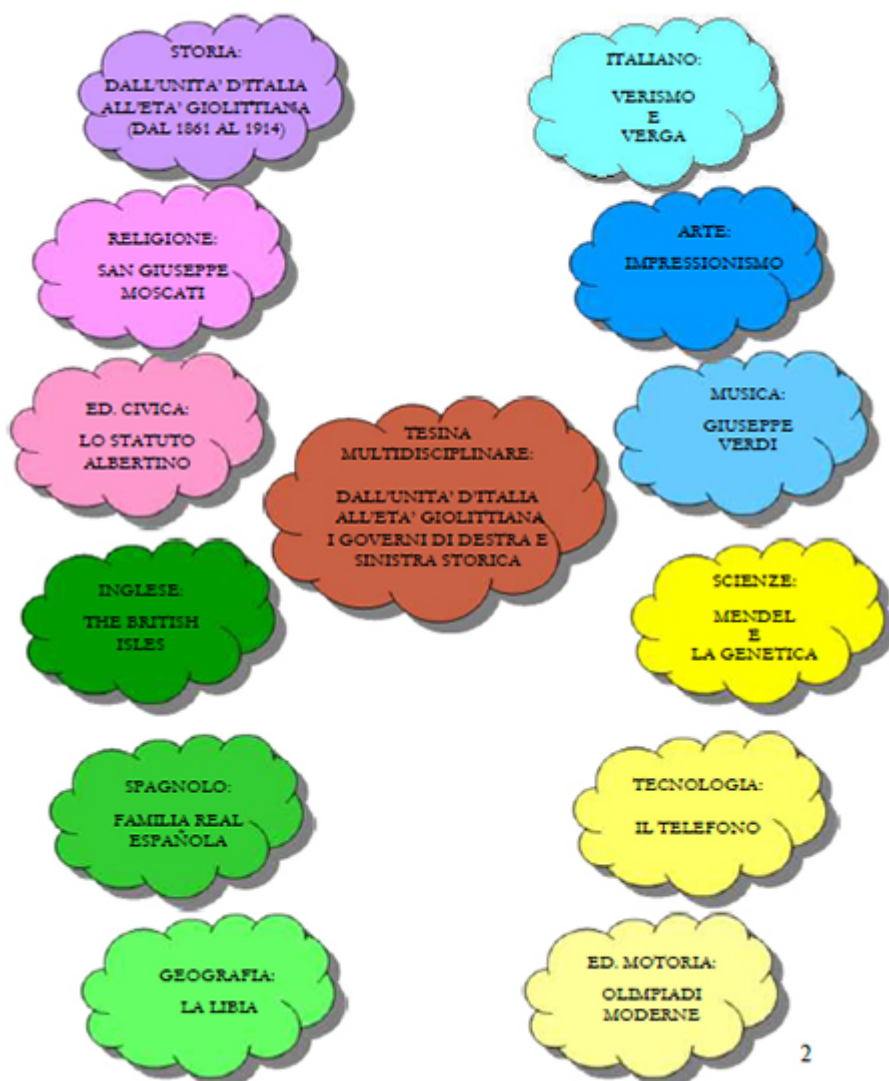 STORIA:
DALL'UNITA' D'ITALIA
ALL'ETA' GIOLITTIANA
(DAL 1861 AL 1914)
ITALIANO:
VERISMO
E
VERGA
RELIGIONE:
SAN GIUSEPPE
MOSCATI
ARTE:
IMPRESSIONISMO
ED. CIVICA:
LO STATUTO
ALBERTINO
TESINA
MULTIDISCIPLINARE:
DALL'UNITA' D'ITALIA
ALL'ETA' GIOLITTIANA
I GOVERNI DI DESTRA E
SINISTRA STORICA
MUSICA:
GIUSEPPE
VERDI
INGLESE:
THE BRITISH
ISLES
SCIENZE:
MENDEL
E
LA GENETICA
SPAGNOLO:
FAMILIA REAL
ESPAÑOLA
TECNOLOGIA:
IL TELEFONO
GEOGRAFIA:
LA LIBIA
ED. MOTORIA:
OLIMPIADI
MODERNE
2